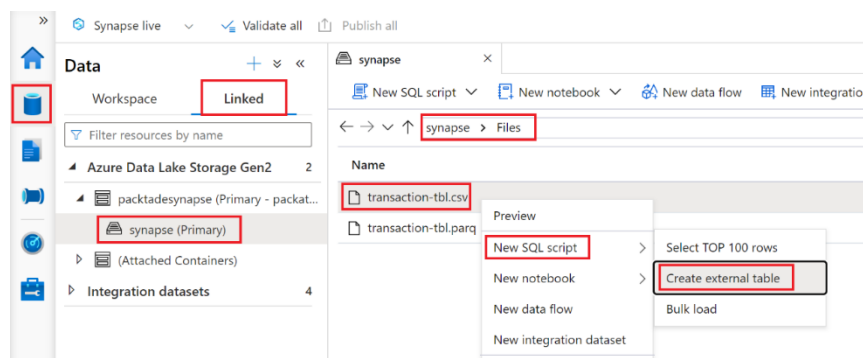 Synapse live
Validate all
Publish all
Data
Workspace
Linked
Filter resources by name
Azure Data Lake Storage Gen2 2
packtadesynapse (Primary - packat...
synapse (Primary)
(Attached Containers)
Integration datasets 4
synapse
New SQL script
New notebook
New data flow
New integratio
synapse > Files
Name
transaction-tbl.csv
transaction-tbl.parq
Preview
New SQL script
New notebook
New data flow
New integration dataset
Select TOP 100 rows
Create external table
Bulk load